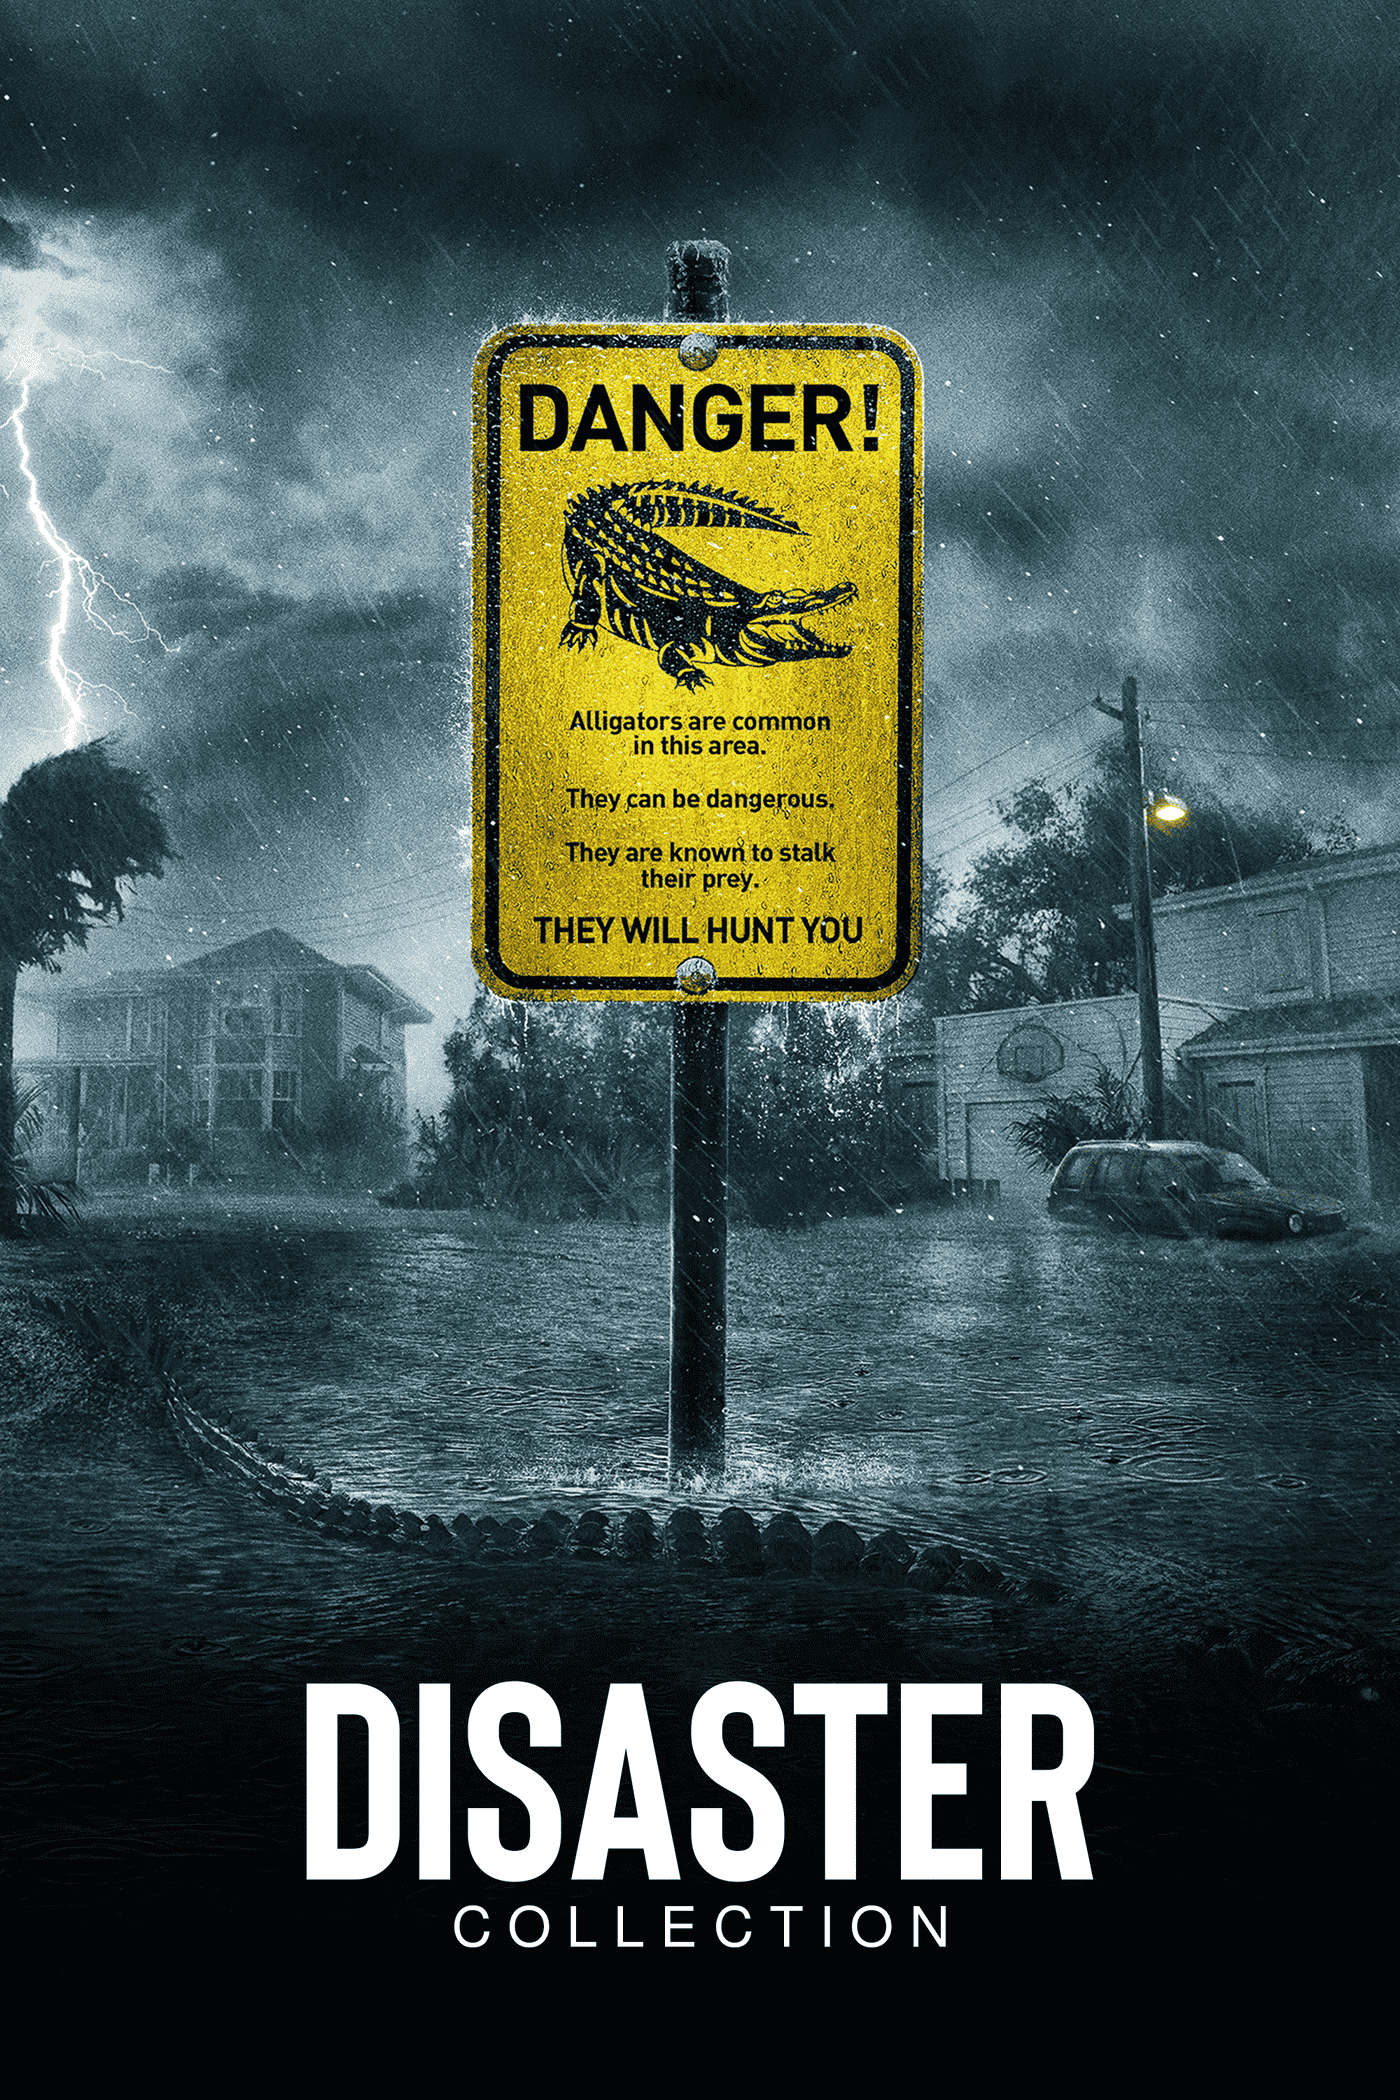 DANGER!
Alligators are common
in this area.
They can be dangerous.
They are known to stalk
their prey.
THEY WILL HUNT YOU
DISASTER
COLLECTION